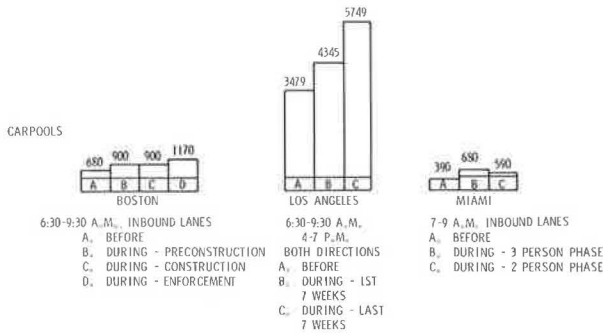 5749
4345
3479
CARPOOLS
680 900 900 1170
A B C D
A B C
390 680 590
A B C
BOSTON
6:30-9:30 A.M. INBOUND LANES
A. BEFORE
B. DURING - PRECONSTRUCTION
C. DURING - CONSTRUCTION
D. DURING - ENFORCEMENT
LOS ANGELES
6:30-9:30 A.M.
4-7 P.M.
BOTH DIRECTIONS
A. BEFORE
B. DURING - 1ST
7 WEEKS
C. DURING - LAST
7 WEEKS
MIAMI
7-9 A.M. INBOUND LANES
A. BEFORE
B. DURING - 3 PERSON PHASE
C. DURING - 2 PERSON PHASE